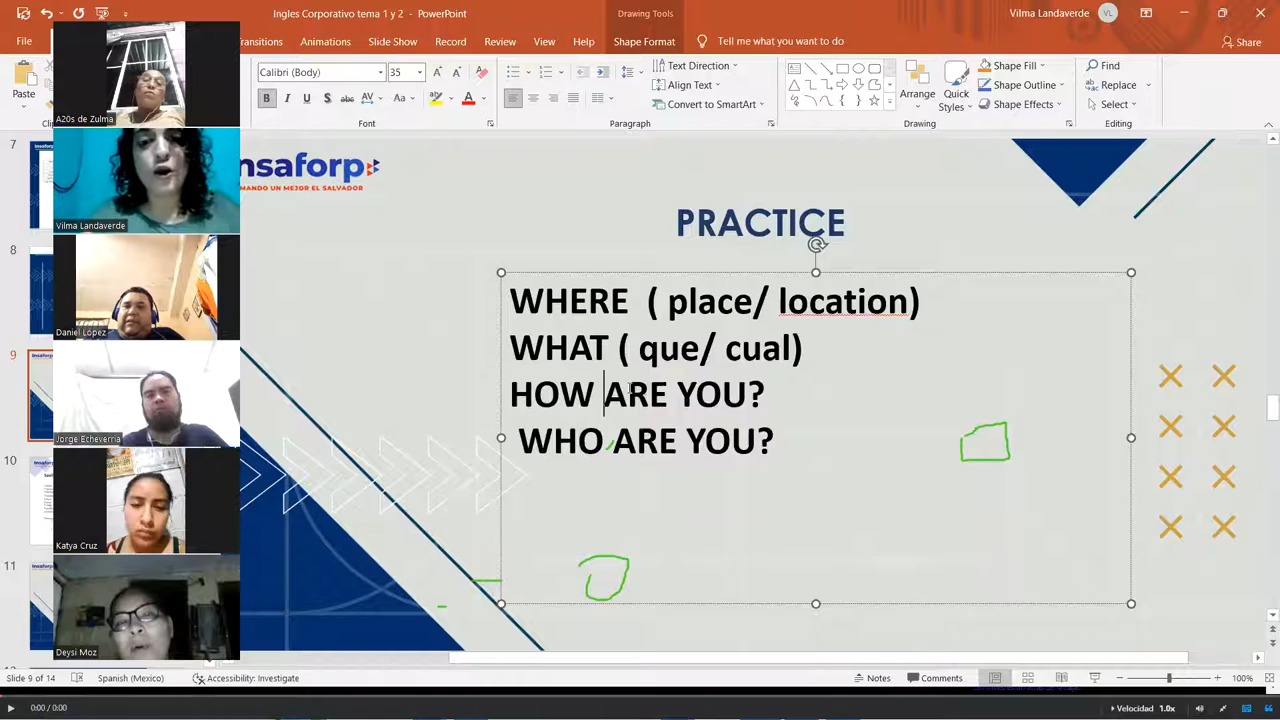 Ingles Corporativo tema 1 y 2 - PowerPoint
Drawing Tools
Vilma Landaverde
VL
File
Transitions
Animations
Slide Show
Record
Review
View
Help
Shape Format
Tell me what you want to do
Share
Paste
Calibri (Body)
35
Text Direction
Align Text
Convert to SmartArt
Arrange
Quick Styles
Shape Fill
Shape Outline
Shape Effects
Find
Replace
Select
Font
Paragraph
Drawing
Editing
A20s de Zulma
Vilma Landaverde
Daniel López
Jorge Echeverria
Katya Cruz
Deysi Moz
7
8
9
10
11
nsaforp
MANDO UN MEJOR EL SALVADOR
PRACTICE
WHERE ( place/ location)
WHAT ( que/ cual)
HOW ARE YOU?
WHO ARE YOU?
Slide 9 of 14
Spanish (Mexico)
Accessibility: Investigate
Notes
Comments
100%
0:00 / 0:00
Velocidad 1.0x